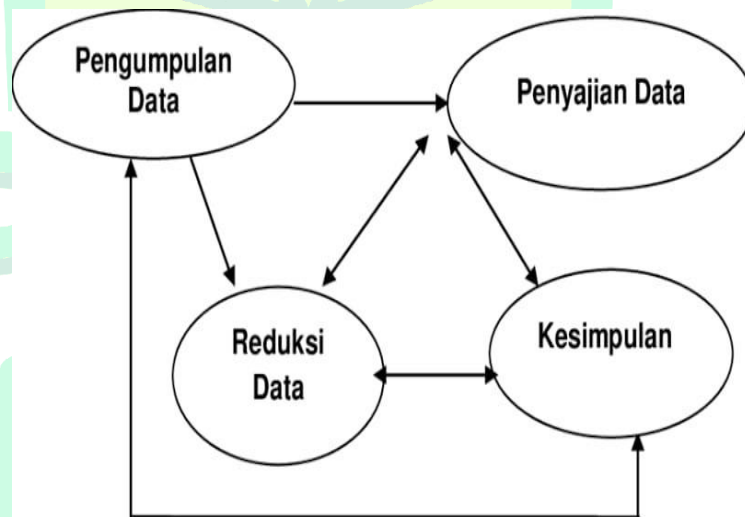 Pengumpulan
Data
Penyajian Data
Reduksi
Data
Kesimpulan